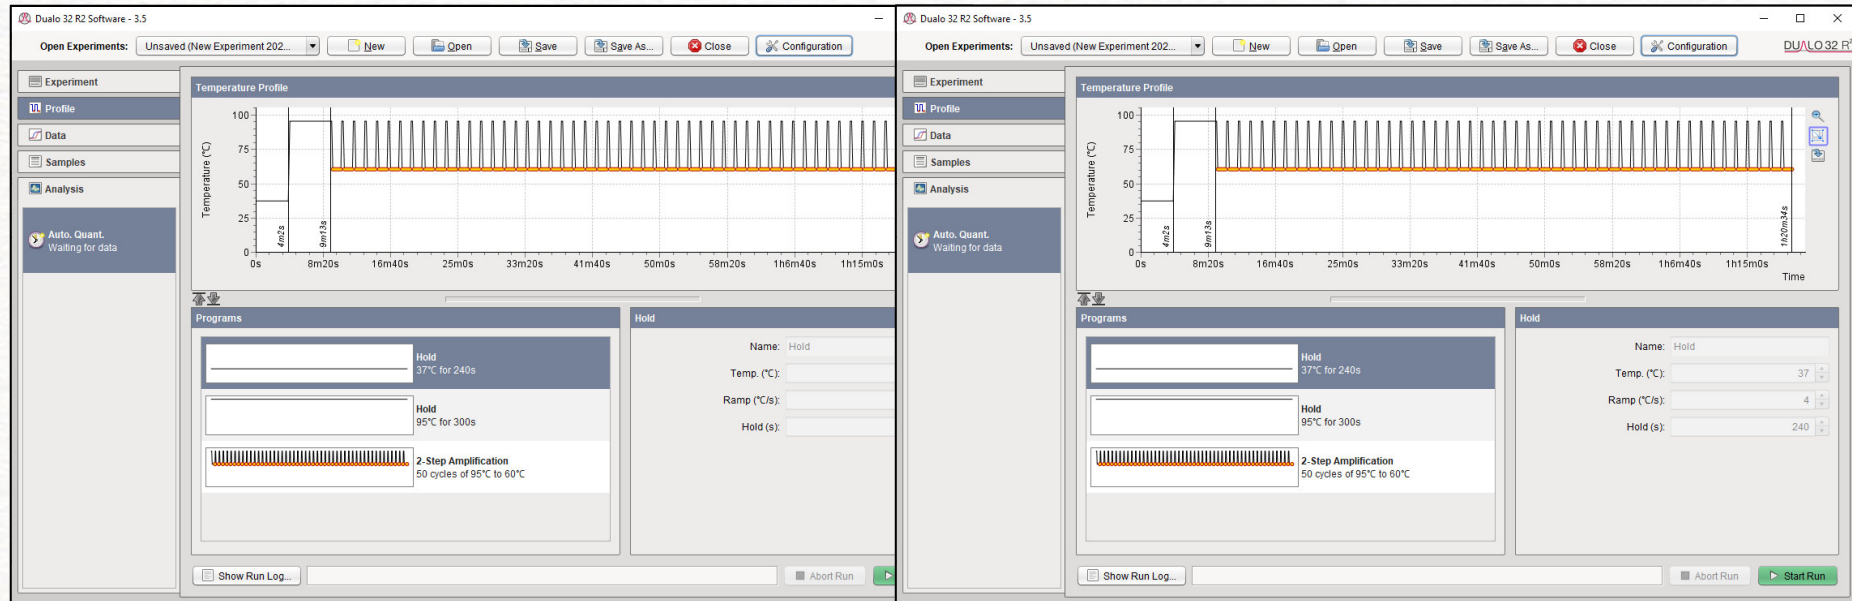 Dualo 32 R2 Software - 3.5
Open Experiments: Unsaved (New Experiment 202... New Open Save Save As... Close Configuration
Experiment
Profile
Data
Samples
Analysis
Auto. Quant.
Waiting for data
Temperature Profile
Temperature (°C)
100
75
50
25
0
4m2s
9m13s
0s 8m20s 16m40s 25m0s 33m20s 41m40s 50m0s 58m20s 1h6m40s 1h15m0s
Programs
Hold
37°C for 240s
Hold
95°C for 300s
2-Step Amplification
50 cycles of 95°C to 60°C
Hold
Name: Hold
Temp. (°C):
Ramp (°C/s):
Hold (s):
Show Run Log...
Abort Run
Dualo 32 R2 Software - 3.5
Open Experiments: Unsaved (New Experiment 202... New Open Save Save As... Close Configuration
DUALO 32 R²
Experiment
Profile
Data
Samples
Analysis
Auto. Quant.
Waiting for data
Temperature Profile
Temperature (°C)
100
75
50
25
0
4m2s
9m13s
1h20m34s
0s 8m20s 16m40s 25m0s 33m20s 41m40s 50m0s 58m20s 1h6m40s 1h15m0s
Time
Programs
Hold
37°C for 240s
Hold
95°C for 300s
2-Step Amplification
50 cycles of 95°C to 60°C
Hold
Name: Hold
Temp. (°C): 37
Ramp (°C/s): 4
Hold (s): 240
Show Run Log...
Abort Run
Start Run